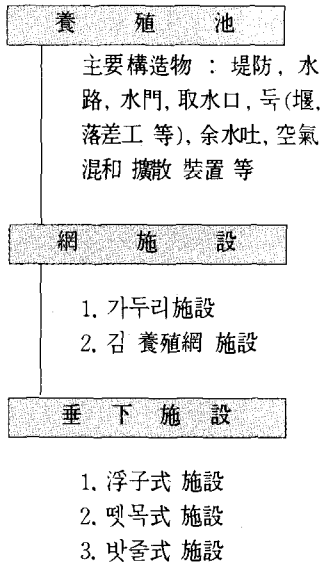 養 殖 池
主要構造物 : 堤防, 水
路, 水門, 取水口, 둑(堰,
落差工 等), 余水吐, 空氣
混和 擴散 裝置 等
網 施 設
1. 가두리施設
2. 김 養殖網 施設
垂 下 施 設
1. 浮子式 施設
2. 뗏목式 施設
3. 밧줄式 施設